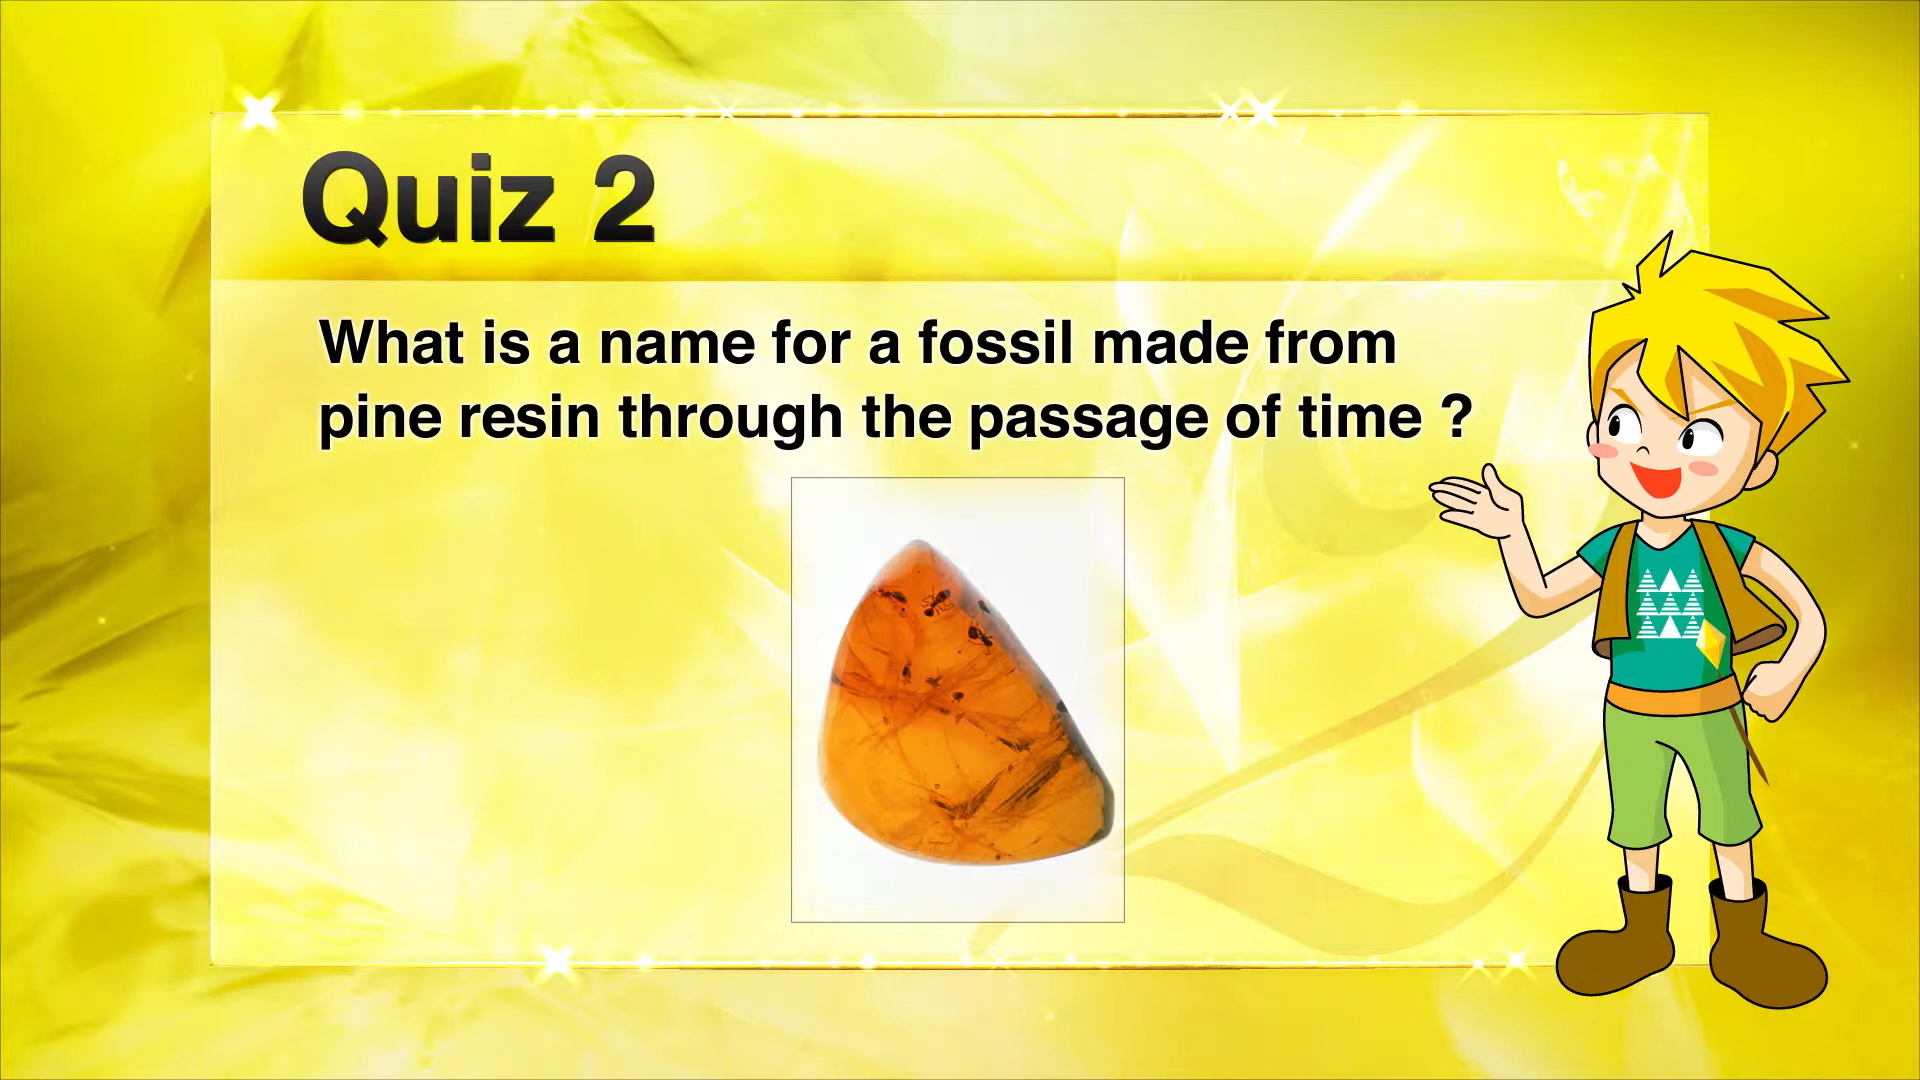 Quiz 2
What is a name for a fossil made from
pine resin through the passage of time ?